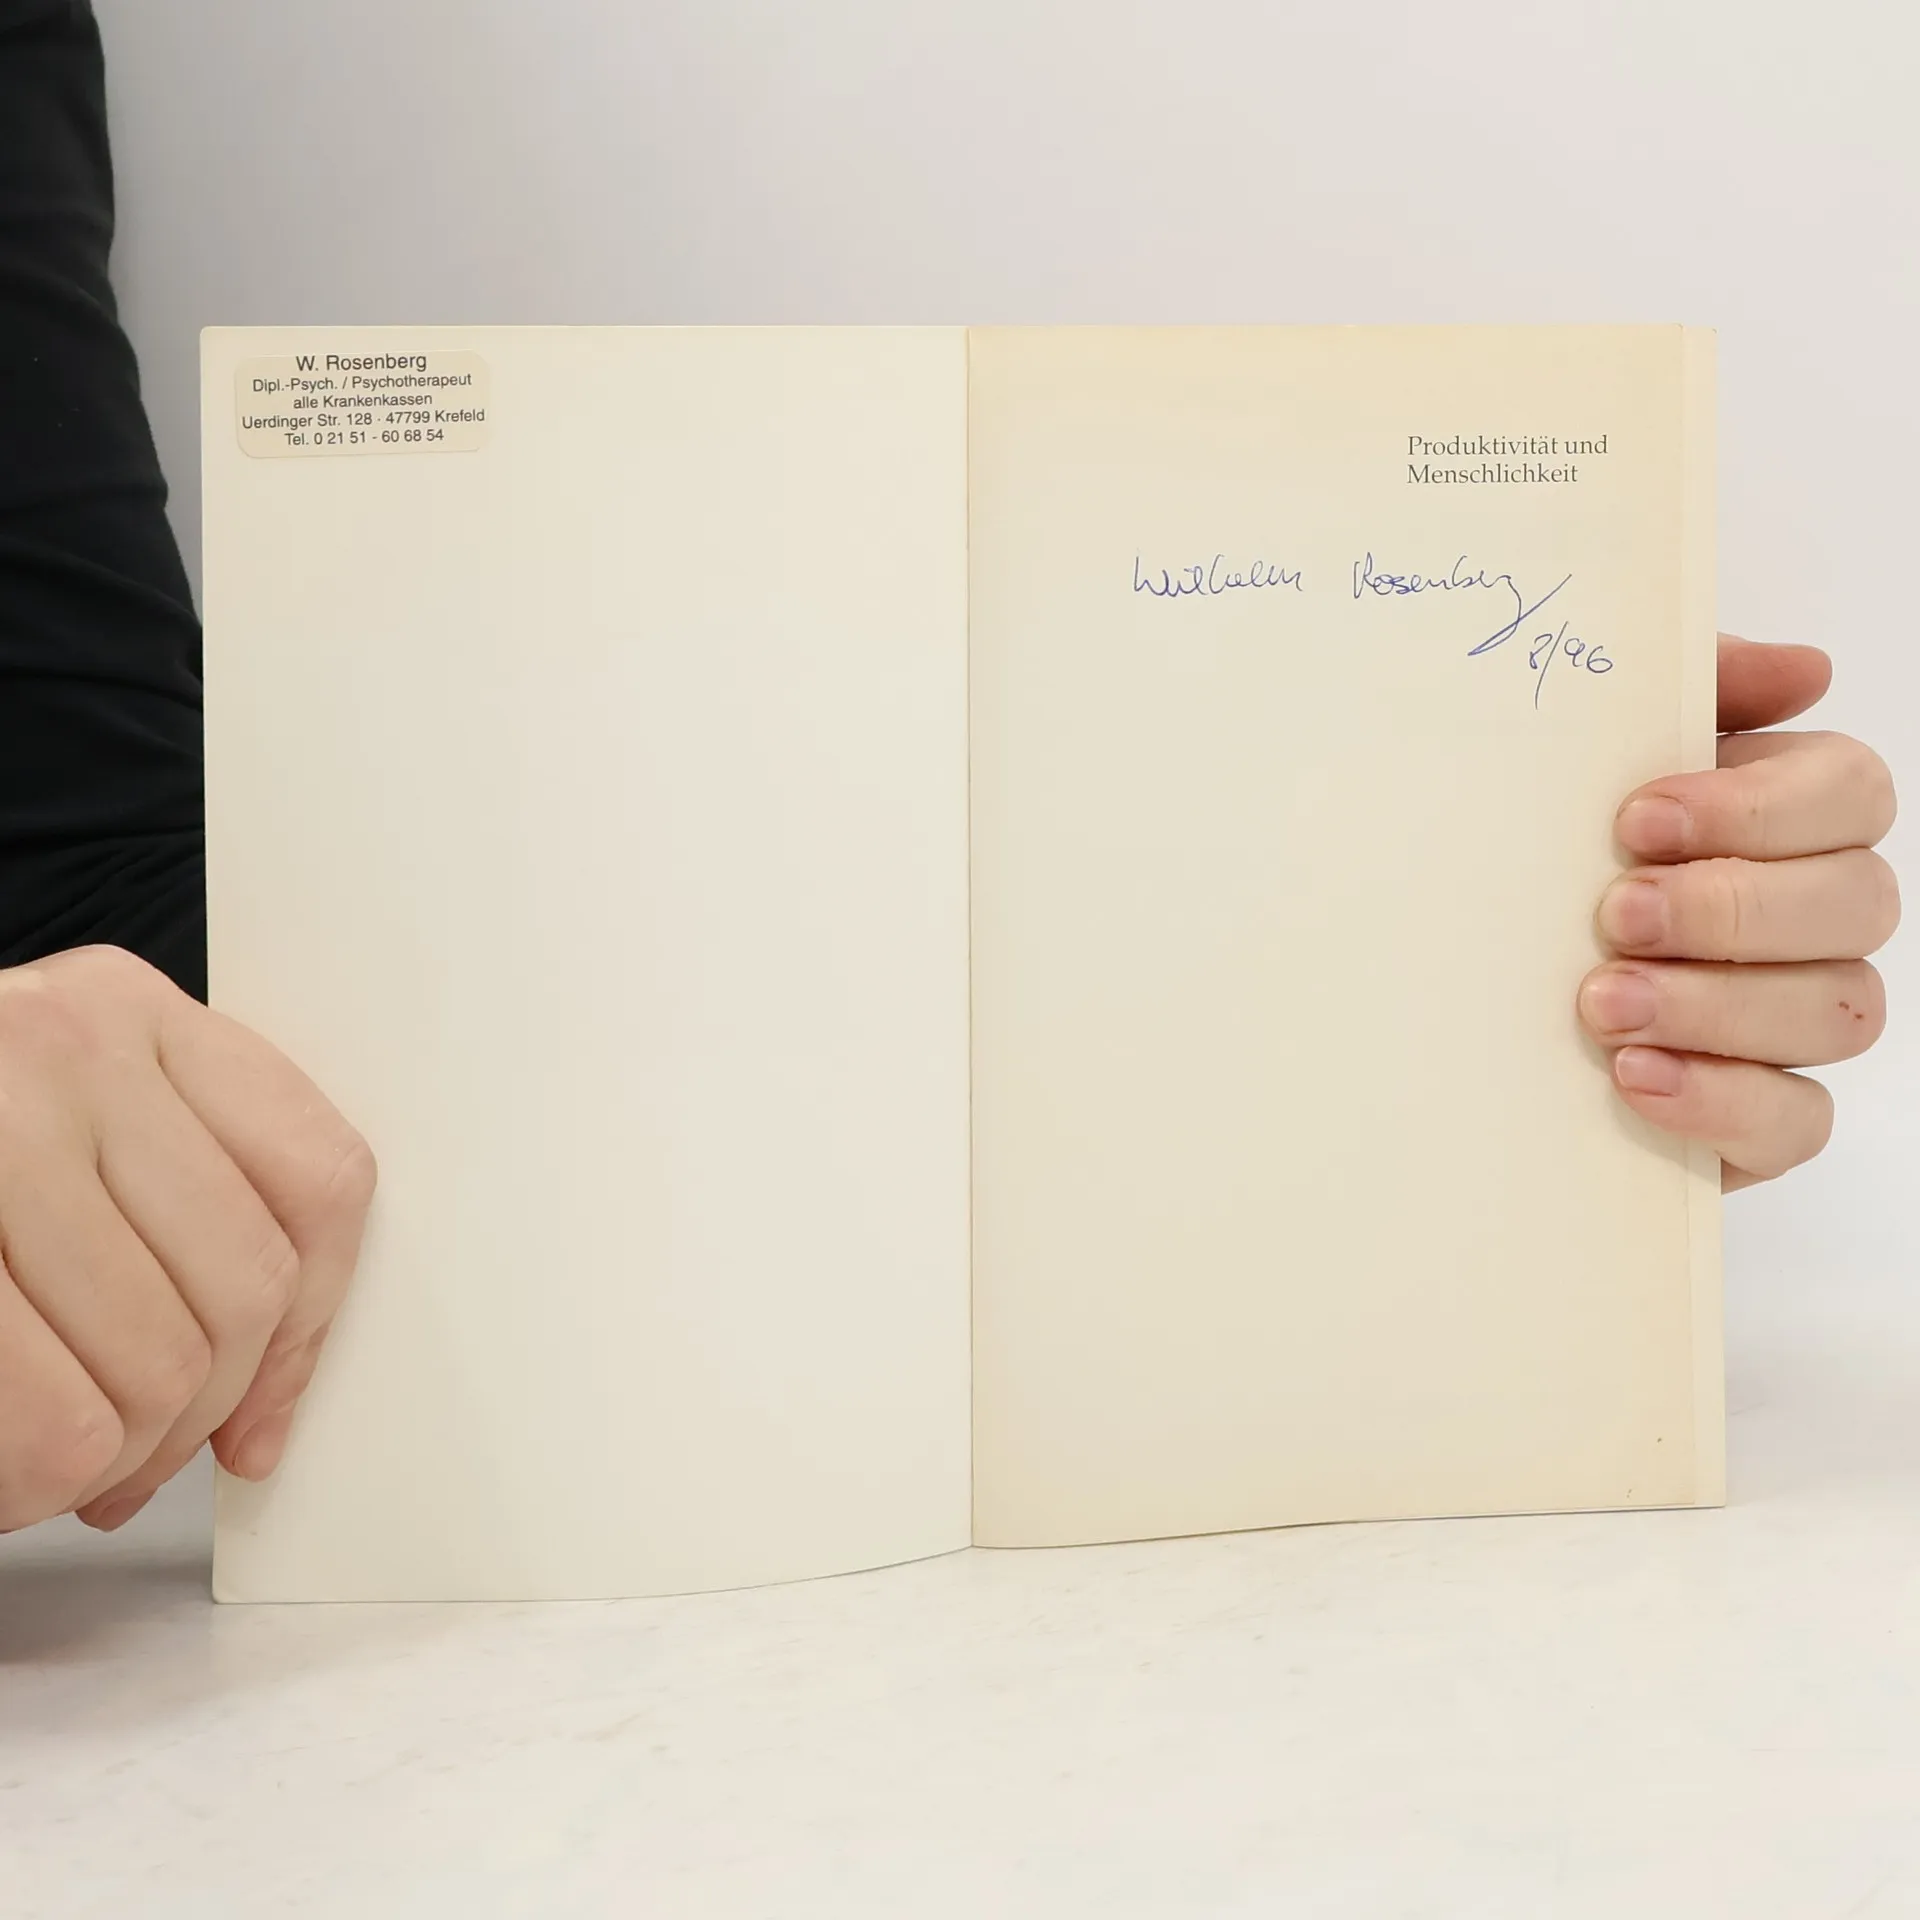 W. Rosenberg
Dipl.-Psych. / Psychotherapeut
alle Krankenkassen
Uerdinger Str. 128 · 47799 Krefeld
Tel. 0 21 51 - 60 68 54
Produktivität und
Menschlichkeit
Wilhelm Rosenberg
8/96